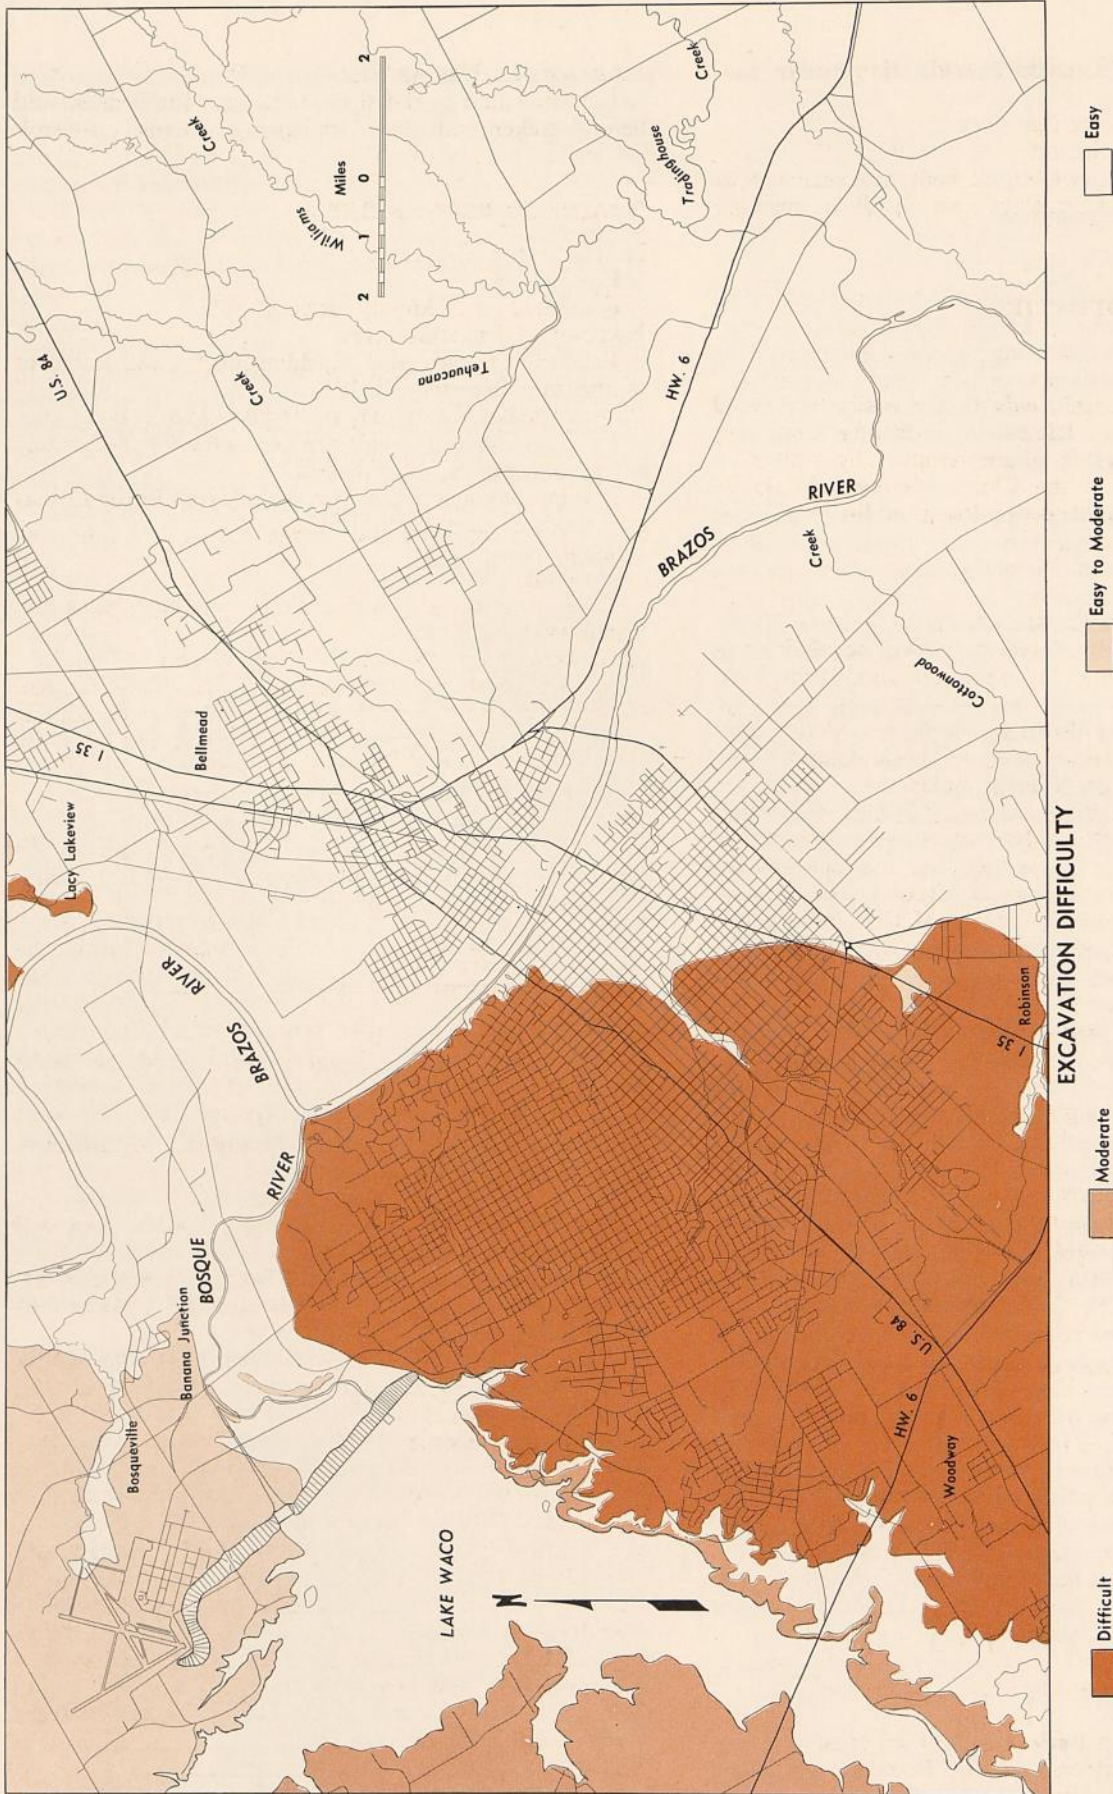 Bosqueville
Banana Junction
BOSQUE
RIVER
BRAZOS
RIVER
Lacy Lakeview
I 35
Bellmead
U.S. 84
Creek
Williams
Creek
Tehuacana
Creek
Miles
2 1 0 2
Tradinghouse
Creek
HW. 6
BRAZOS
RIVER
Creek
Cottonwood
LAKE WACO
N
HW. 6
U.S. 84
Woodway
I 35
Robinson
EXCAVATION DIFFICULTY
Difficult
Moderate
Easy to Moderate
Easy